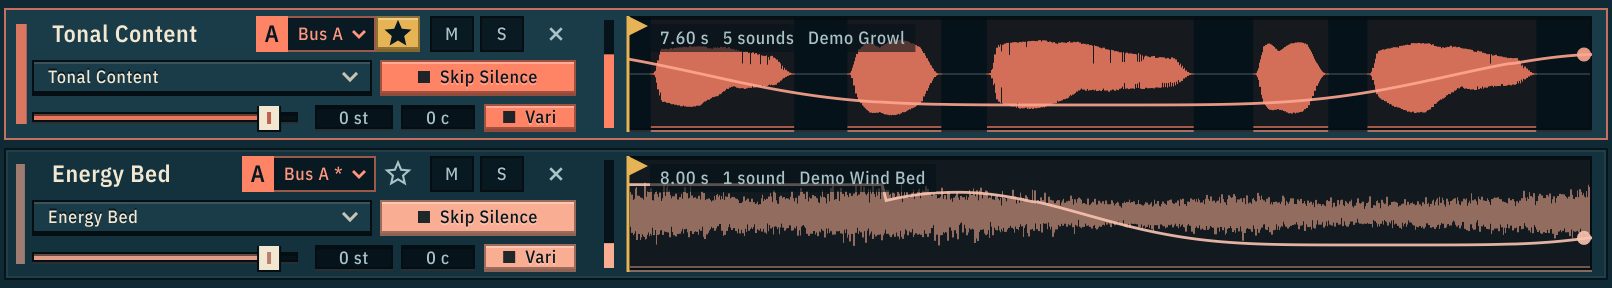 Tonal Content A Bus A M S ×
7.60 s 5 sounds Demo Growl
Tonal Content Skip Silence
0 st 0 c Vari
Energy Bed A Bus A * M S ×
8.00 s 1 sound Demo Wind Bed
Energy Bed Skip Silence
0 st 0 c Vari